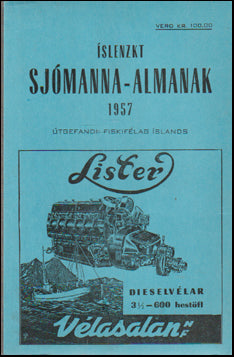 VERÐ KR. 100,00
ÍSLENZKT
SJÓMANNA-ALMANAK
1957
ÚTGEFANDI: FISKIFÉLAG ÍSLANDS
Lister
DIESELVÉLAR
3½-600 hestöfl
Vélasalan H.F.